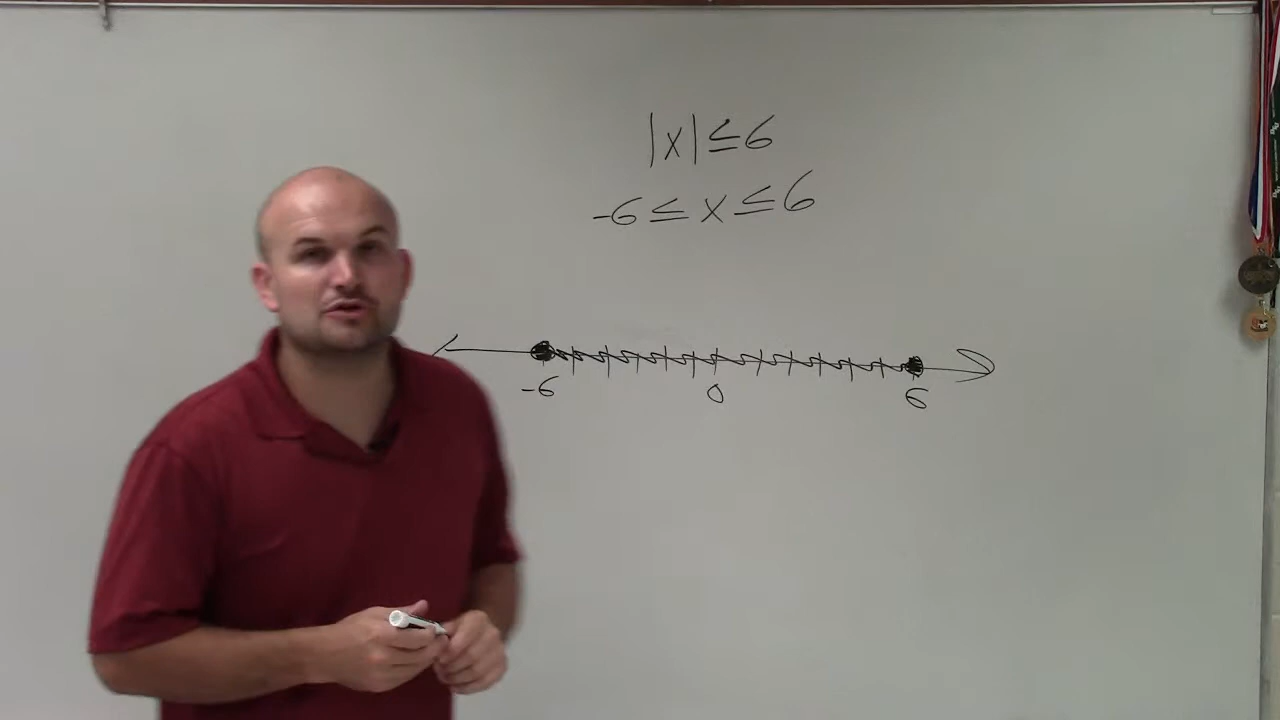 |x| ≤ 6
-6 ≤ x ≤ 6
-6 0 6